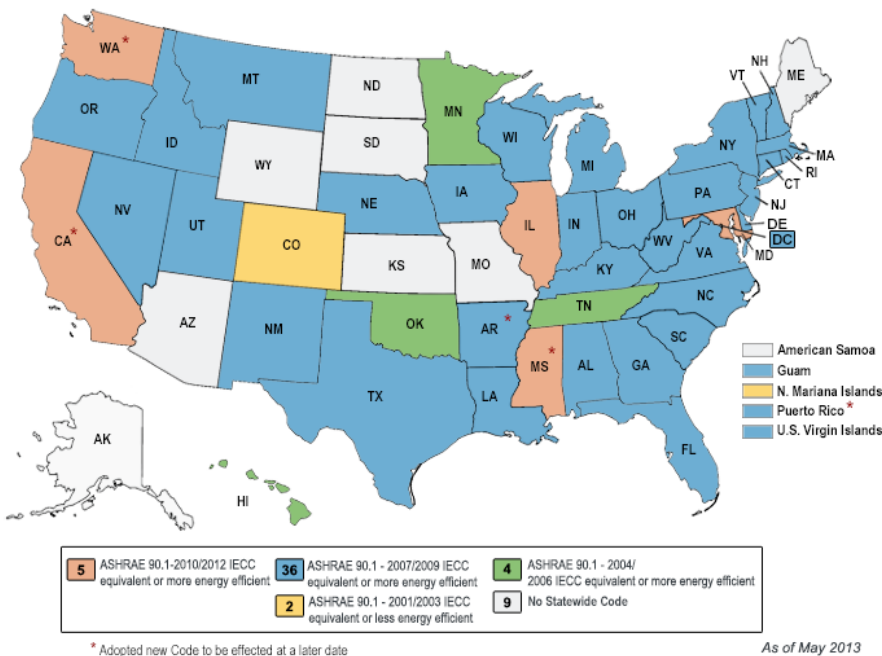 WA *
MT
ND
MN
OR
ID
SD
WI
MI
VT
NH
ME
NY
MA
RI
CT
WY
IA
NE
PA
NJ
NV
UT
CO
IL
IN
OH
DE
DC
MD
CA *
KS
MO
WV
VA
KY
NC
AZ
NM
OK
AR *
TN
SC
MS *
AL
GA
TX
LA
FL
AK
HI
American Samoa
Guam
N. Mariana Islands
Puerto Rico *
U.S. Virgin Islands
5 ASHRAE 90.1-2010/2012 IECC
equivalent or more energy efficient
36 ASHRAE 90.1 - 2007/2009 IECC
equivalent or more energy efficient
4 ASHRAE 90.1 - 2004/
2006 IECC equivalent or more energy efficient
2 ASHRAE 90.1 - 2001/2003 IECC
equivalent or less energy efficient
9 No Statewide Code
* Adopted new Code to be effected at a later date
As of May 2013